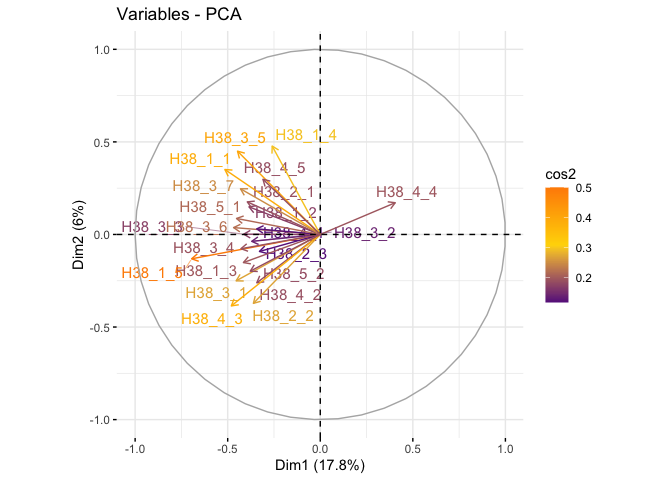 Variables - PCA
1.0
0.5
0.0
-0.5
-1.0
Dim2 (6%)
H38_3_5
H38_1_4
H38_1_1
H38_4_5
H38_3_7
H38_2_1
H38_4_4
H38_5_1
H38_1_2
H38_3_3
H38_3_6
H38_3_2
H38_3_4
H38_2_3
H38_1_5
H38_1_3
H38_5_2
H38_3_1
H38_4_2
H38_4_3
H38_2_2
-1.0
-0.5
0.0
0.5
1.0
Dim1 (17.8%)
cos2
0.5
0.4
0.3
0.2